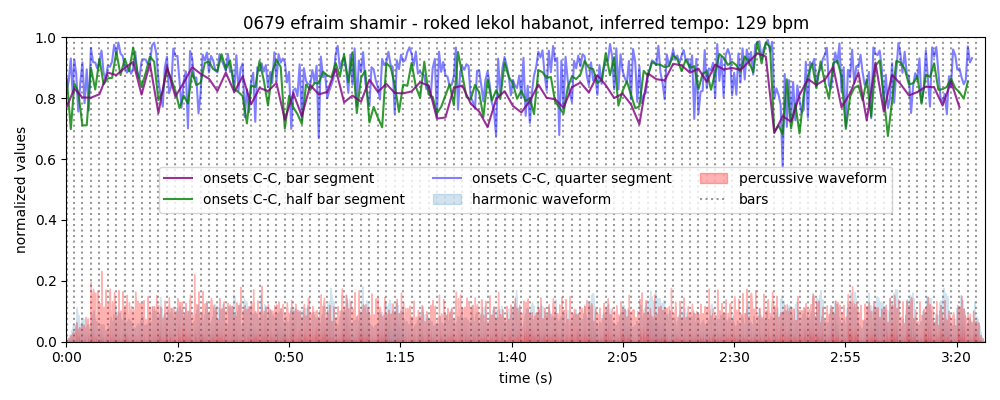 0679 efraim shamir - roked lekol habanot, inferred tempo: 129 bpm
normalized values
1.0
0.8
0.6
0.4
0.2
0.0
onsets C-C, bar segment
onsets C-C, half bar segment
onsets C-C, quarter segment
harmonic waveform
percussive waveform
bars
0:00 0:25 0:50 1:15 1:40 2:05 2:30 2:55 3:20
time (s)